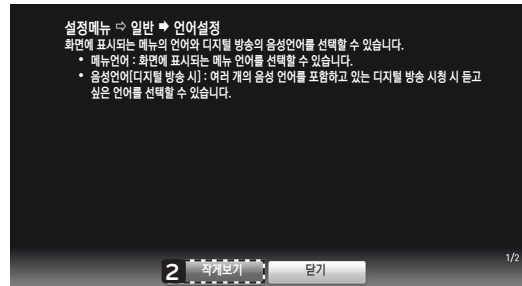 설정메뉴 ⇨ 일반 ➡ 언어설정
화면에 표시되는 메뉴의 언어와 디지털 방송의 음성언어를 선택할 수 있습니다.
• 메뉴언어 : 화면에 표시되는 메뉴 언어를 선택할 수 있습니다.
• 음성언어[디지털 방송 시] : 여러 개의 음성 언어를 포함하고 있는 디지털 방송 시청 시 듣고
싶은 언어를 선택할 수 있습니다.
1/2
2 작게보기 닫기